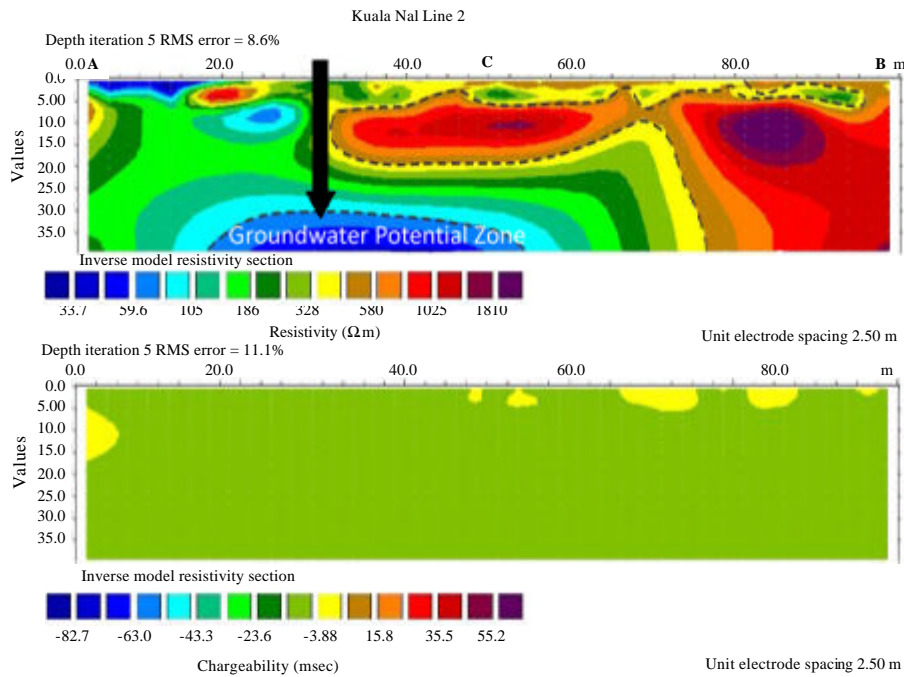 Kuala Nal Line 2
Depth iteration 5 RMS error = 8.6%
0.0 A 20.0 40.0 C 60.0 80.0 B m
0.0
5.00
10.0
15.0
20.0
25.0
30.0
35.0
Values
Groundwater Potential Zone
Inverse model resistivity section
33.7 59.6 105 186 328 580 1025 1810
Resistivity (Ωm)
Unit electrode spacing 2.50 m
Depth iteration 5 RMS error = 11.1%
0.0 20.0 40.0 60.0 80.0 m
0.0
5.00
10.0
15.0
20.0
25.0
30.0
35.0
Values
Inverse model resistivity section
-82.7 -63.0 -43.3 -23.6 -3.88 15.8 35.5 55.2
Chargeability (msec)
Unit electrode spacing 2.50 m